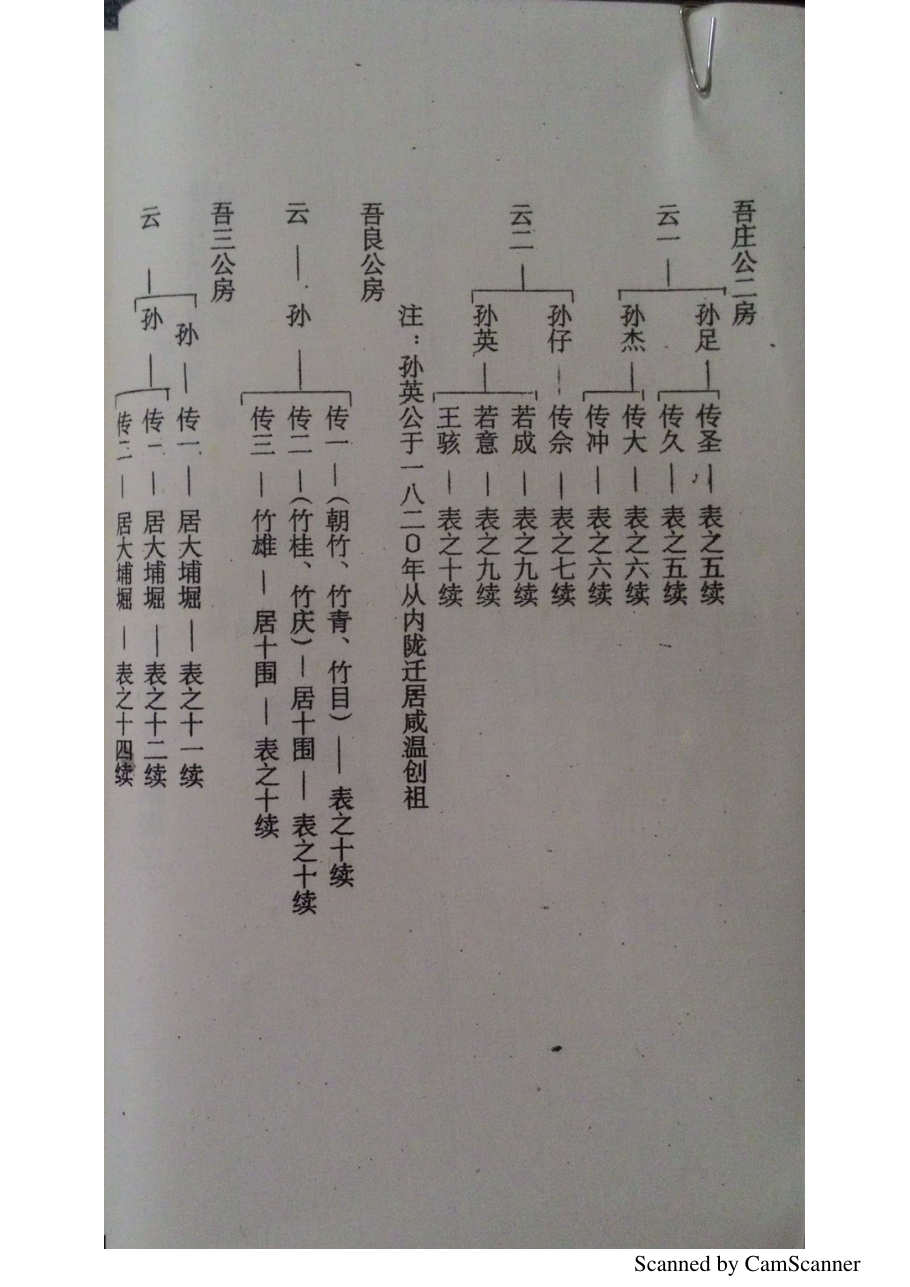 吾庄公二房
云一
孙足
传圣 — 表之五续
传久 — 表之五续
孙杰
传大 — 表之六续
传冲 — 表之六续
云二
孙仔
传余 — 表之七续
孙英
若成 — 表之九续
若意 — 表之九续
王骇 — 表之十续
注：孙英公于一八二0年从内陇迁居咸温创祖
吾良公房
云 — 孙
传一 —（朝竹、竹青、竹目）— 表之十续
传二 —（竹桂、竹庆）— 居十围 — 表之十续
传三 — 竹雄 — 居十围 — 表之十续
吾三公房
云
孙
传一 — 居大埔堀 — 表之十一续
孙
传一 — 居大埔堀 — 表之十二续
传二 — 居大埔堀 — 表之十四续
Scanned by CamScanner